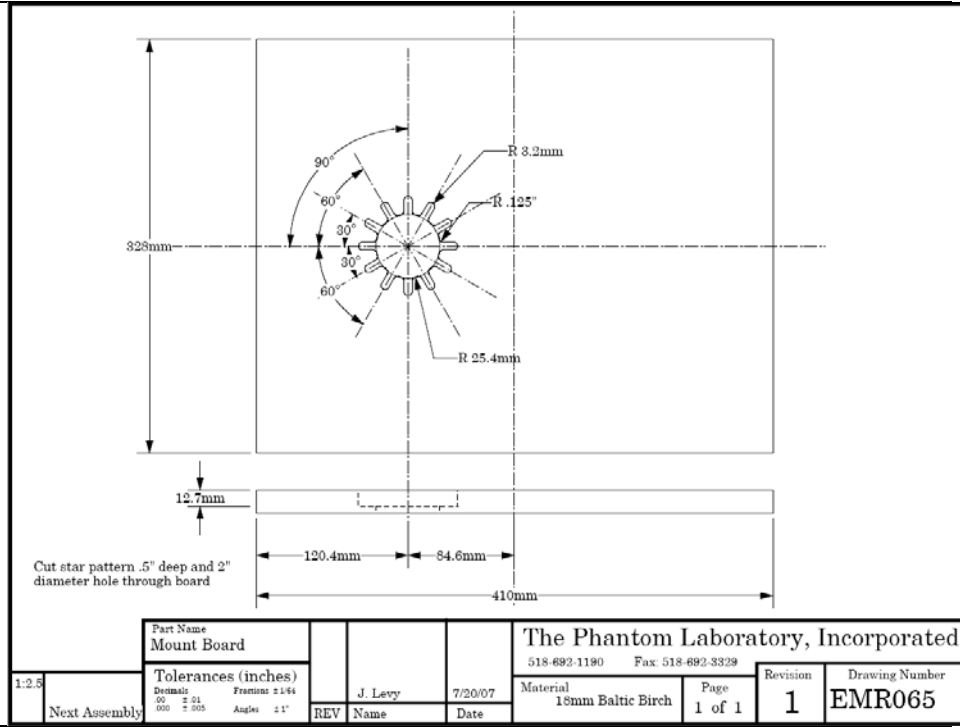 R 3.2mm
90°
R .125"
60°
30°
328mm
30°
60°
R 25.4mm
12.7mm
120.4mm
84.6mm
Cut star pattern .5" deep and 2"
diameter hole through board
410mm
Part Name
Mount Board
The Phantom Laboratory, Incorporated
518-692-1190 Fax: 518-692-3329
Tolerances (inches)
Decimals Fractions ± 1/64
.00 ± .01
.000 ± .005 Angles ± 1°
1:2.5
Next Assembly
REV
J. Levy
Name
7/20/07
Date
Material
18mm Baltic Birch
Page
1 of 1
Revision
1
Drawing Number
EMR065